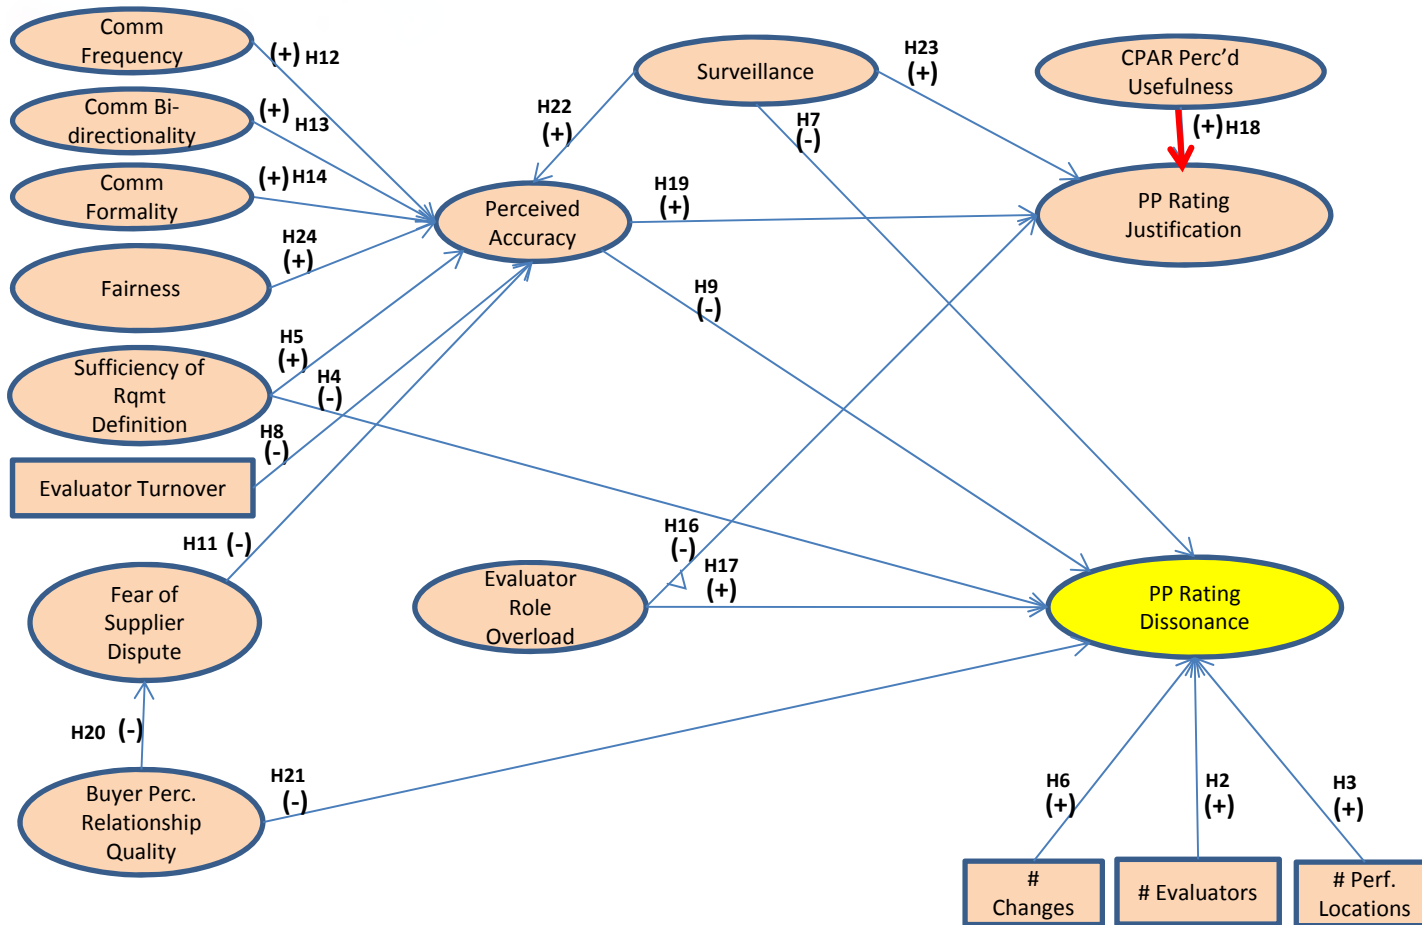 Comm
Frequency
(+) H12
Comm Bi-
directionality
(+)
H13
Comm
Formality
(+) H14
Fairness
H24
(+)
Sufficiency of
Rqmt
Definition
H5
(+)
H4
(-)
Evaluator Turnover
H8
(-)
H11 (-)
Fear of
Supplier
Dispute
H20 (-)
Buyer Perc.
Relationship
Quality
H21
(-)
Surveillance
H22
(+)
H7
(-)
H23
(+)
CPAR Perc’d
Usefulness
(+) H18
Perceived
Accuracy
H19
(+)
PP Rating
Justification
H9
(-)
H16
(-)
H17
(+)
Evaluator
Role
Overload
PP Rating
Dissonance
H6
(+)
H2
(+)
H3
(+)
#
Changes
# Evaluators
# Perf.
Locations